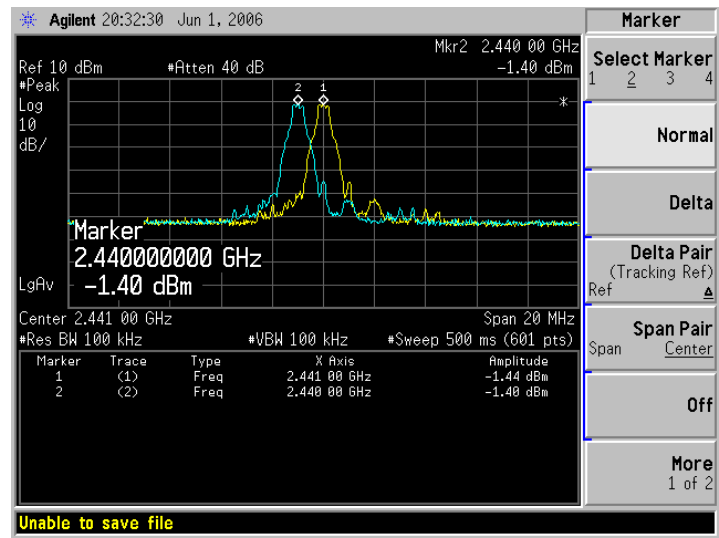 Agilent 20:32:30 Jun 1, 2006
Mkr2 2.440 00 GHz
Ref 10 dBm #Atten 40 dB -1.40 dBm
#Peak
Log
10
dB/
2 1
*
Marker
2.440000000 GHz
-1.40 dBm
LgAv
Center 2.441 00 GHz Span 20 MHz
#Res BW 100 kHz #VBW 100 kHz #Sweep 500 ms (601 pts)
Marker Trace Type X Axis Amplitude
1 (1) Freq 2.441 00 GHz -1.44 dBm
2 (2) Freq 2.440 00 GHz -1.40 dBm
Unable to save file
Marker
Select Marker
1 2 3 4
Normal
Delta
Delta Pair
(Tracking Ref)
Ref Δ
Span Pair
Span Center
Off
More
1 of 2